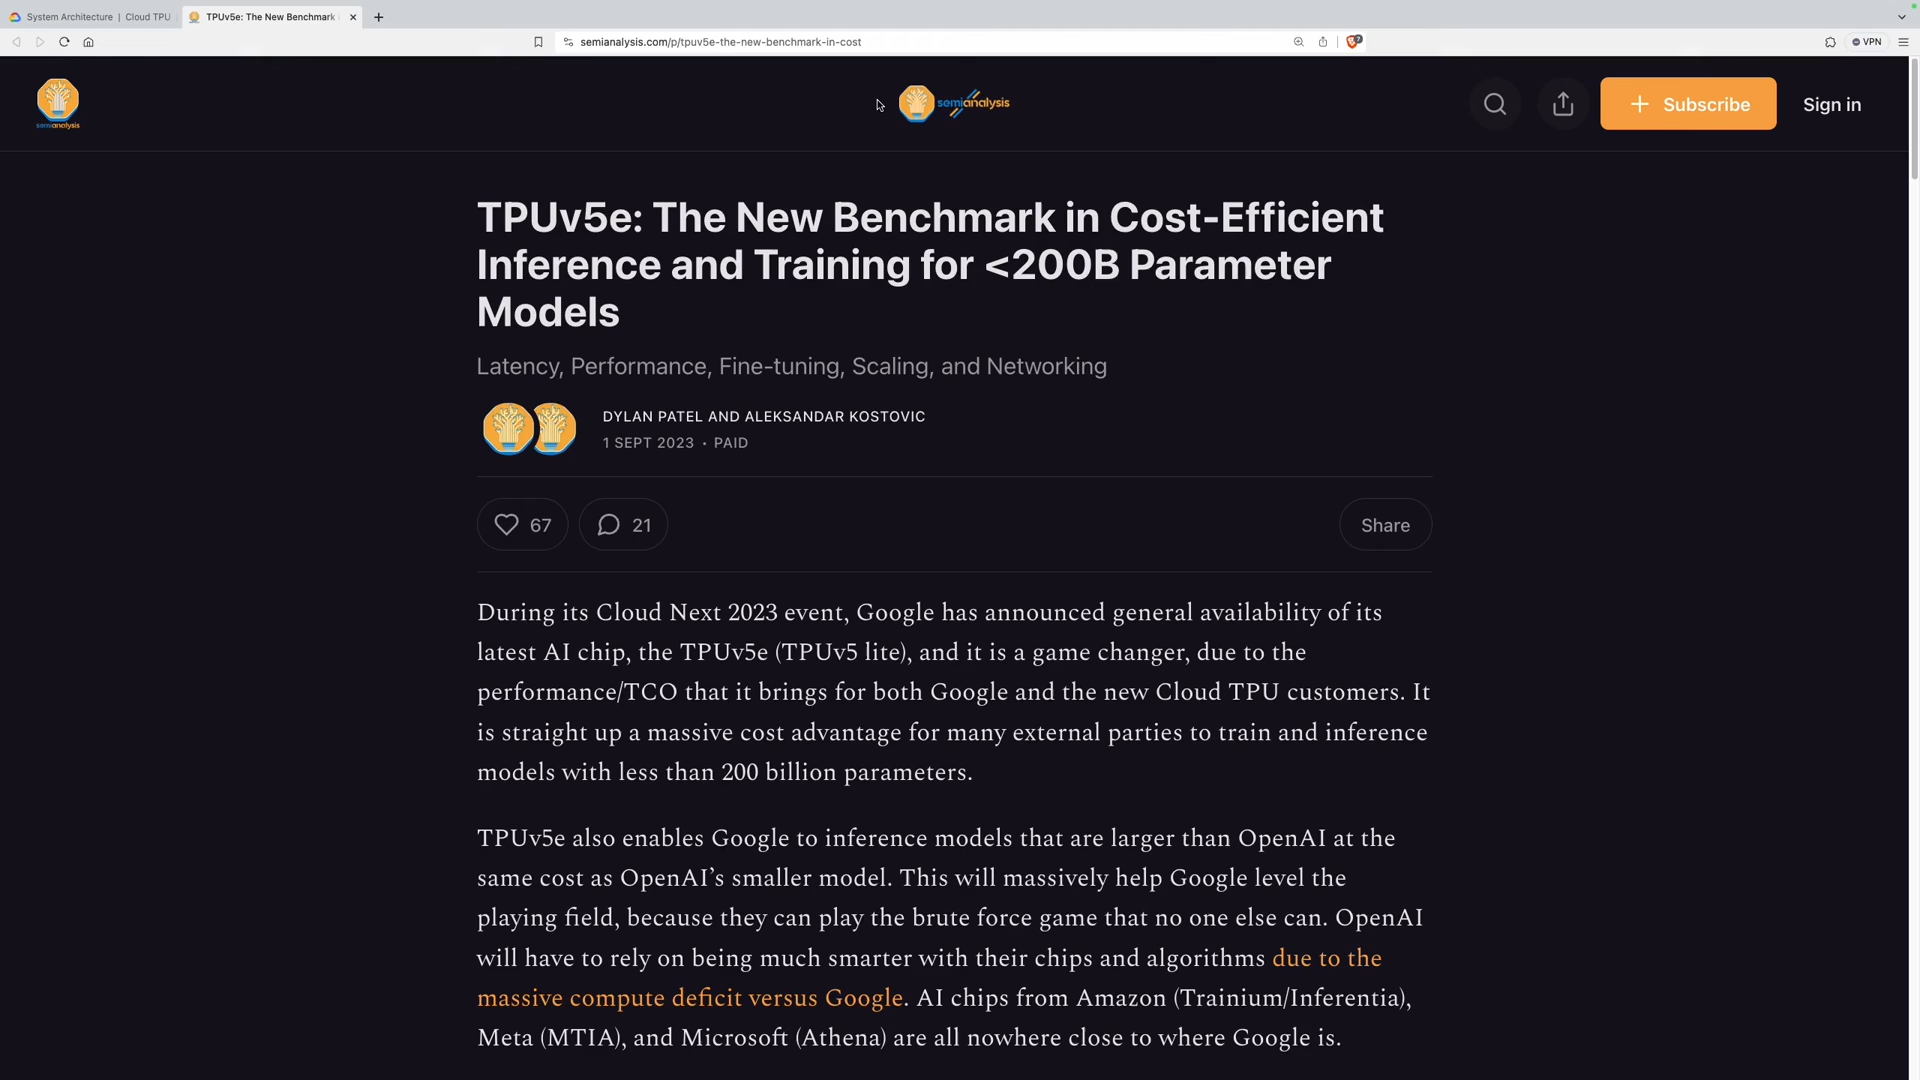 System Architecture | Cloud TPU
TPUv5e: The New Benchmark i
semianalysis.com/p/tpuv5e-the-new-benchmark-in-cost
VPN
semianalysis
semianalysis
Subscribe
Sign in
TPUv5e: The New Benchmark in Cost-Efficient
Inference and Training for <200B Parameter
Models
Latency, Performance, Fine-tuning, Scaling, and Networking
DYLAN PATEL AND ALEKSANDAR KOSTOVIC
1 SEPT 2023 · PAID
67
21
Share
During its Cloud Next 2023 event, Google has announced general availability of its
latest AI chip, the TPUv5e (TPUv5 lite), and it is a game changer, due to the
performance/TCO that it brings for both Google and the new Cloud TPU customers. It
is straight up a massive cost advantage for many external parties to train and inference
models with less than 200 billion parameters.
TPUv5e also enables Google to inference models that are larger than OpenAI at the
same cost as OpenAI’s smaller model. This will massively help Google level the
playing field, because they can play the brute force game that no one else can. OpenAI
will have to rely on being much smarter with their chips and algorithms due to the
massive compute deficit versus Google. AI chips from Amazon (Trainium/Inferentia),
Meta (MTIA), and Microsoft (Athena) are all nowhere close to where Google is.